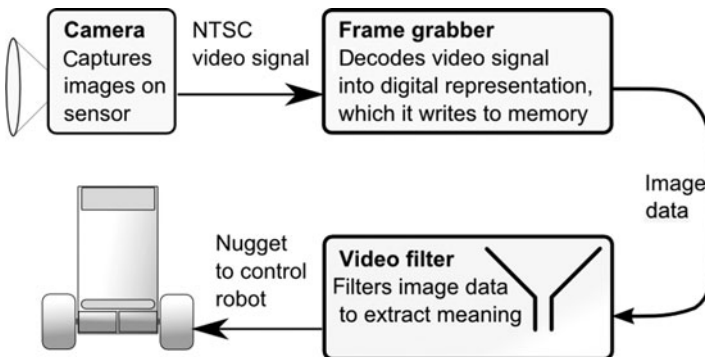 Camera
Captures
images on
sensor
NTSC
video signal
Frame grabber
Decodes video signal
into digital representation,
which it writes to memory
Image
data
Video filter
Filters image data
to extract meaning
Nugget
to control
robot